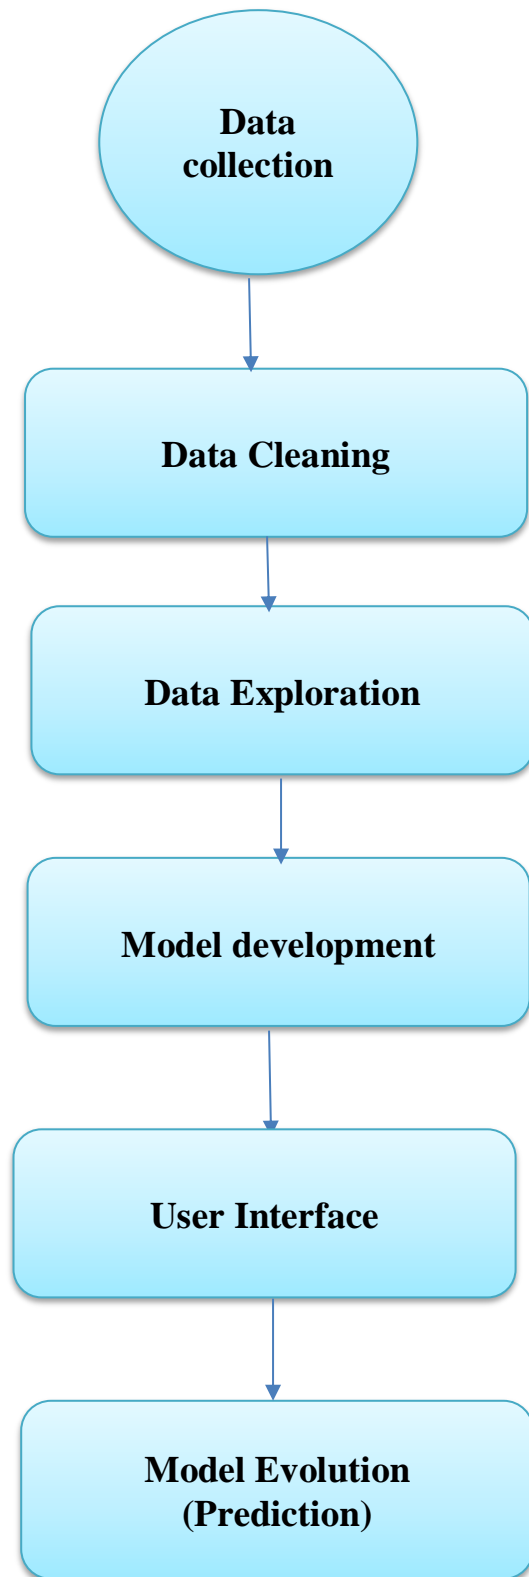 Data
collection
Data Cleaning
Data Exploration
Model development
User Interface
Model Evolution
(Prediction)